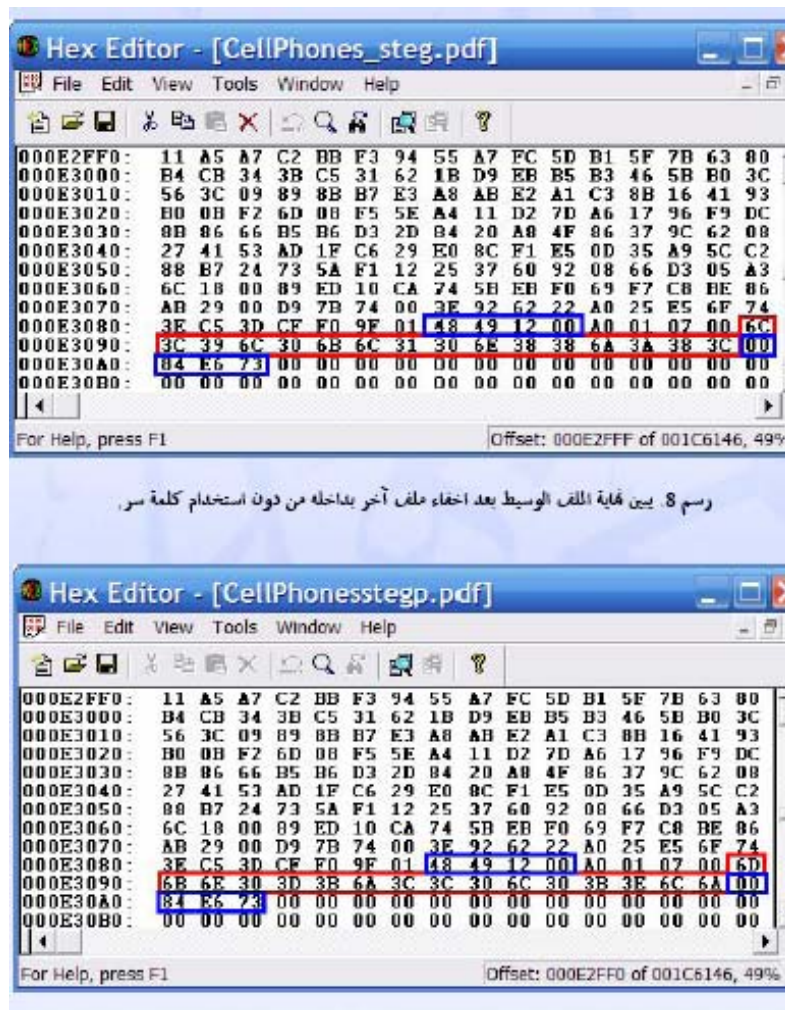 Hex Editor - [CellPhones_steg.pdf]
File Edit View Tools Window Help
000E2FF0: 11 A5 A7 C2 BB F3 94 55 A7 FC 5D B1 5F 7B 63 80
000E3000: B4 CB 34 3B C5 31 62 1B D9 EB B5 B3 46 5B B0 3C
000E3010: 56 3C 09 89 8B B7 E3 A8 AB E2 A1 C3 8B 16 41 93
000E3020: B0 0B F2 6D 08 F5 5E A4 11 D2 7D A6 17 96 F9 DC
000E3030: 8B 86 66 B5 B6 D3 2D 84 20 A8 4F 86 37 9C 62 08
000E3040: 27 41 53 AD 1F C6 29 E0 8C F1 E5 0D 35 A9 5C C2
000E3050: 88 B7 24 73 5A F1 12 25 37 60 92 08 66 D3 05 A3
000E3060: 6C 18 00 89 ED 10 CA 74 5B EB F0 69 F7 C8 BE 86
000E3070: AB 29 00 D9 7B 74 00 3E 92 62 22 A0 25 E5 6F 74
000E3080: 3E C5 3D CF F0 9F 01 48 49 12 00 A0 01 07 00 6C
000E3090: 3C 39 6C 30 6B 6C 31 30 6E 38 38 6A 3A 38 3C 00
000E30A0: 84 E6 73 00 00 00 00 00 00 00 00 00 00 00 00 00
000E30B0: 00 00 00 00 00 00 00 00 00 00 00 00 00 00 00 00
For Help, press F1 Offset: 000E2FFF of 001C6146, 49%
رسم 8. يبين نهاية الملف الوسيط بعد اخفاء ملف آخر بداخله من دون استخدام كلمة سر.
Hex Editor - [CellPhonesstegp.pdf]
File Edit View Tools Window Help
000E2FF0: 11 A5 A7 C2 BB F3 94 55 A7 FC 5D B1 5F 7B 63 80
000E3000: B4 CB 34 3B C5 31 62 1B D9 EB B5 B3 46 5B B0 3C
000E3010: 56 3C 09 89 8B B7 E3 A8 AB E2 A1 C3 8B 16 41 93
000E3020: B0 0B F2 6D 08 F5 5E A4 11 D2 7D A6 17 96 F9 DC
000E3030: 8B 86 66 B5 B6 D3 2D 84 20 A8 4F 86 37 9C 62 08
000E3040: 27 41 53 AD 1F C6 29 E0 8C F1 E5 0D 35 A9 5C C2
000E3050: 88 B7 24 73 5A F1 12 25 37 60 92 08 66 D3 05 A3
000E3060: 6C 18 00 89 ED 10 CA 74 5B EB F0 69 F7 C8 BE 86
000E3070: AB 29 00 D9 7B 74 00 3E 92 62 22 A0 25 E5 6F 74
000E3080: 3E C5 3D CF F0 9F 01 48 49 12 00 A0 01 07 00 6D
000E3090: 6B 6E 30 3D 3B 6A 3C 3C 30 6C 30 3B 3E 6C 6A 00
000E30A0: 84 E6 73 00 00 00 00 00 00 00 00 00 00 00 00 00
000E30B0: 00 00 00 00 00 00 00 00 00 00 00 00 00 00 00 00
For Help, press F1 Offset: 000E2FF0 of 001C6146, 49%